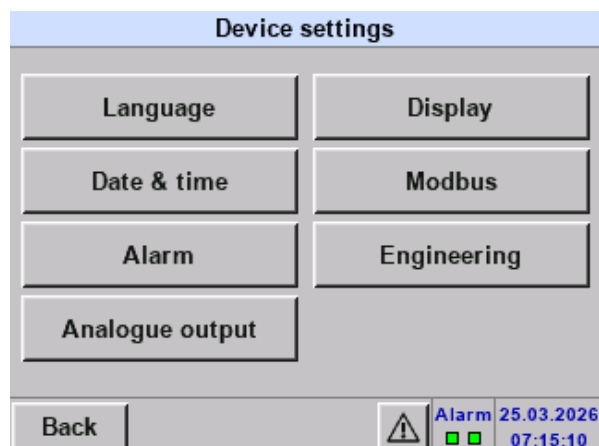 Device settings
Language
Display
Date & time
Modbus
Alarm
Engineering
Analogue output
Back
Alarm
25.03.2026
07:15:10